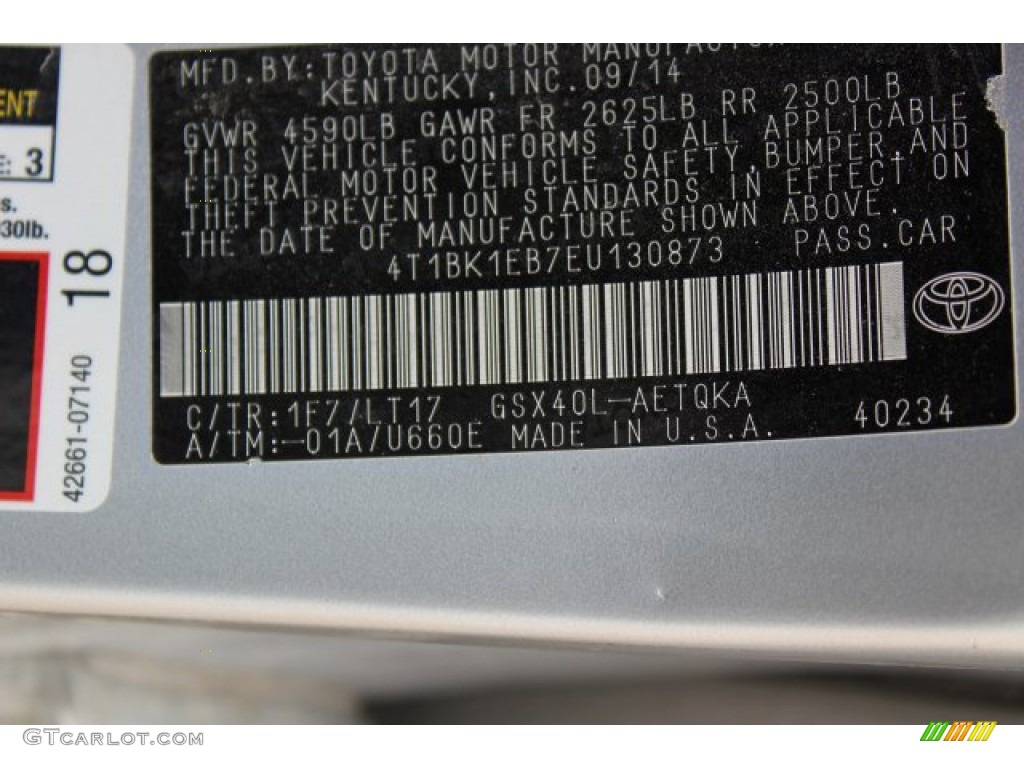 MFD.BY:TOYOTA MOTOR
KENTUCKY,INC.09/14
GVWR 4590LB GAWR FR 2625LB RR 2500LB
THIS VEHICLE CONFORMS TO ALL APPLICABLE
FEDERAL MOTOR VEHICLE SAFETY,BUMPER,AND
THEFT PREVENTION STANDARDS IN EFFECT ON
THE DATE OF MANUFACTURE SHOWN ABOVE.
4T1BK1EB7EU130873 PASS.CAR
C/TR:1F7/LT17 GSX40L-AETQKA
A/TM:-01A/U660E MADE IN U.S.A. 40234
3
18
42661-07140
GTCARLOT.COM